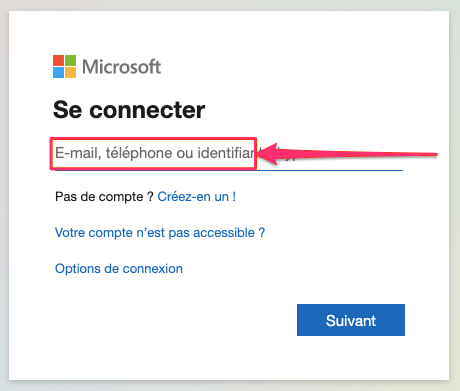 Microsoft
Se connecter
E-mail, téléphone ou identifiant
Pas de compte ? Créez-en un !
Votre compte n'est pas accessible ?
Options de connexion
Suivant